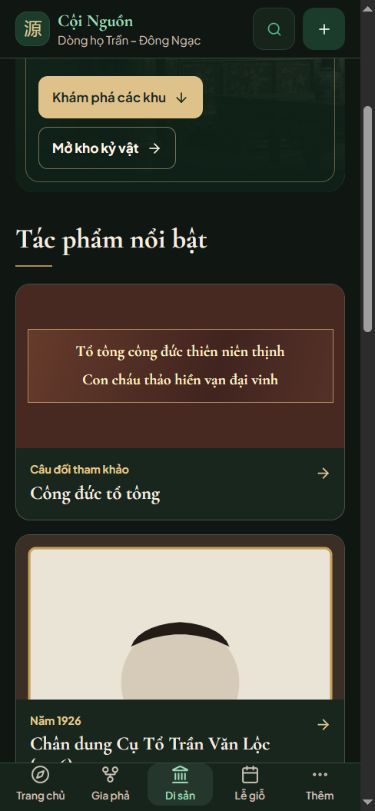 源
Cội Nguồn
Dòng họ Trần – Đông Ngạc
Khám phá các khu
Mở kho kỷ vật
Tác phẩm nổi bật
Tổ tông công đức thiên niên thịnh
Con cháu thảo hiền vạn đại vinh
Câu đối tham khảo
Công đức tổ tông
Năm 1926
Chân dung Cụ Tổ Trần Văn Lộc
Trang chủ
Gia phả
Di sản
Lễ giỗ
Thêm